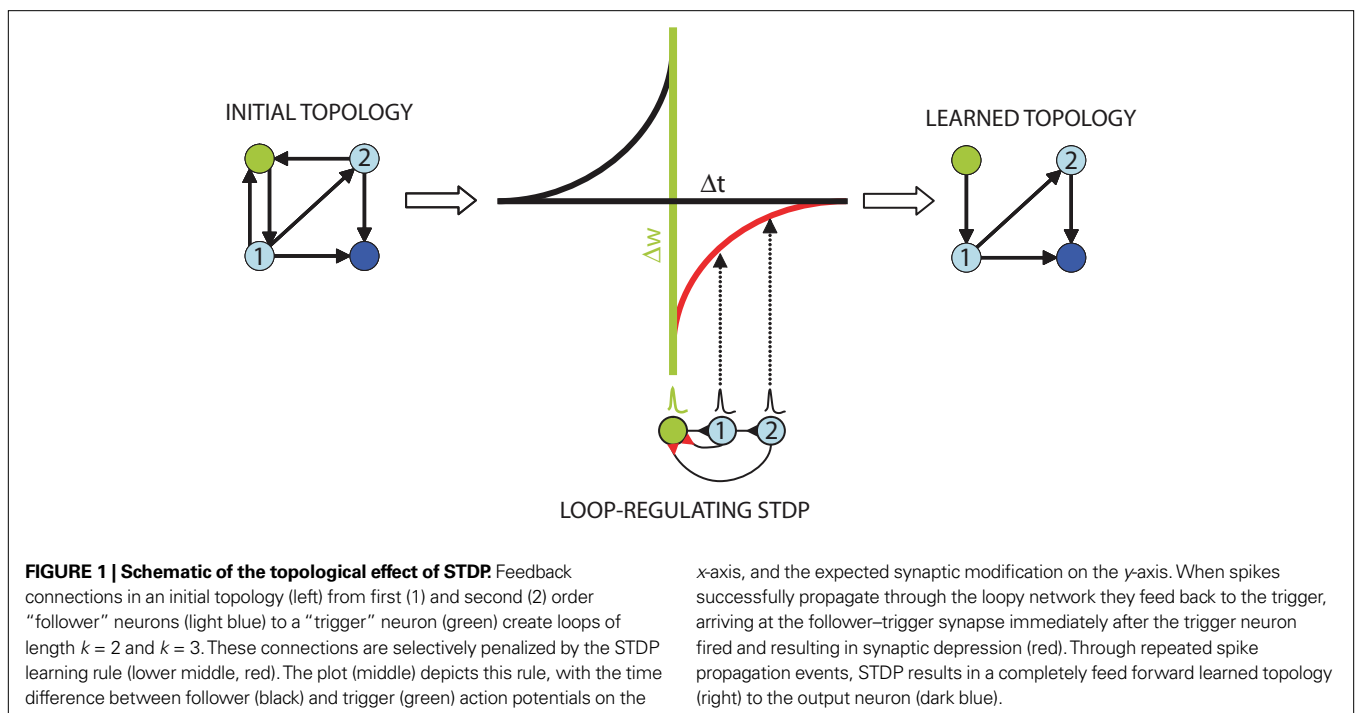 INITIAL TOPOLOGY
2
1
Δt
Δw
LEARNED TOPOLOGY
2
1
1
2
LOOP-REGULATING STDP
FIGURE 1 | Schematic of the topological effect of STDP. Feedback
connections in an initial topology (left) from first (1) and second (2) order
"follower" neurons (light blue) to a "trigger" neuron (green) create loops of
length k = 2 and k = 3. These connections are selectively penalized by the STDP
learning rule (lower middle, red). The plot (middle) depicts this rule, with the time
difference between follower (black) and trigger (green) action potentials on the
x-axis, and the expected synaptic modification on the y-axis. When spikes
successfully propagate through the loopy network they feed back to the trigger,
arriving at the follower–trigger synapse immediately after the trigger neuron
fired and resulting in synaptic depression (red). Through repeated spike
propagation events, STDP results in a completely feed forward learned topology
(right) to the output neuron (dark blue).